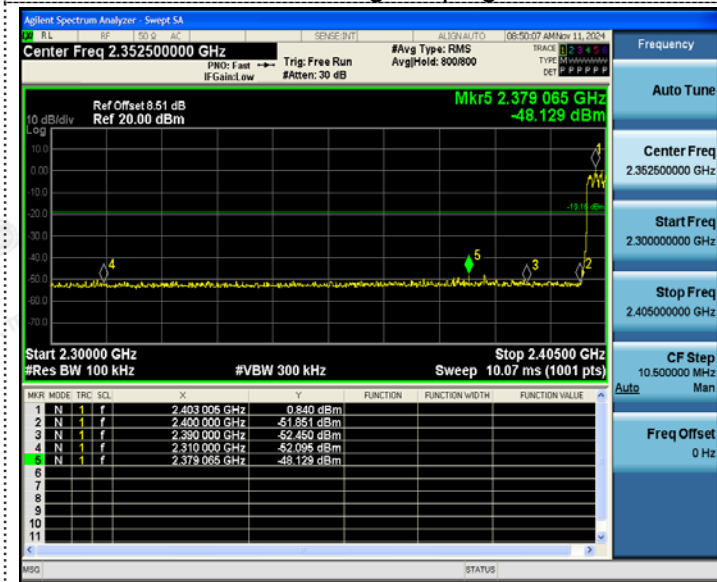 Agilent Spectrum Analyzer - Swept SA
RL RF 50 Ω AC SENSE:INT ALIGN AUTO 08:50:07 AM Nov 11, 2024
Center Freq 2.352500000 GHz
PNO: Fast
IFGain:Low
Trig: Free Run
#Atten: 30 dB
#Avg Type: RMS
Avg|Hold: 800/800
TRACE 1 2 3 4 5 6
TYPE M
DET P P P P P P
Ref Offset 8.51 dB
Ref 20.00 dBm
10 dB/div
Log
Mkr5 2.379 065 GHz
-48.129 dBm
10.0
0.00
-10.0
-20.0
-30.0
-40.0
-50.0
-60.0
-70.0
1
2
3
4
5
Start 2.30000 GHz
Stop 2.40500 GHz
#Res BW 100 kHz
#VBW 300 kHz
Sweep 10.07 ms (1001 pts)
MKR MODE TRC SCL X Y FUNCTION FUNCTION WIDTH FUNCTION VALUE
1 N 1 f 2.403 005 GHz 0.840 dBm
2 N 1 f 2.400 000 GHz -51.851 dBm
3 N 1 f 2.390 000 GHz -52.450 dBm
4 N 1 f 2.310 000 GHz -52.095 dBm
5 N 1 f 2.379 065 GHz -48.129 dBm
6
7
8
9
10
11
MSG
STATUS
Frequency
Auto Tune
Center Freq
2.352500000 GHz
Start Freq
2.300000000 GHz
Stop Freq
2.405000000 GHz
CF Step
10.500000 MHz
Auto Man
Freq Offset
0 Hz